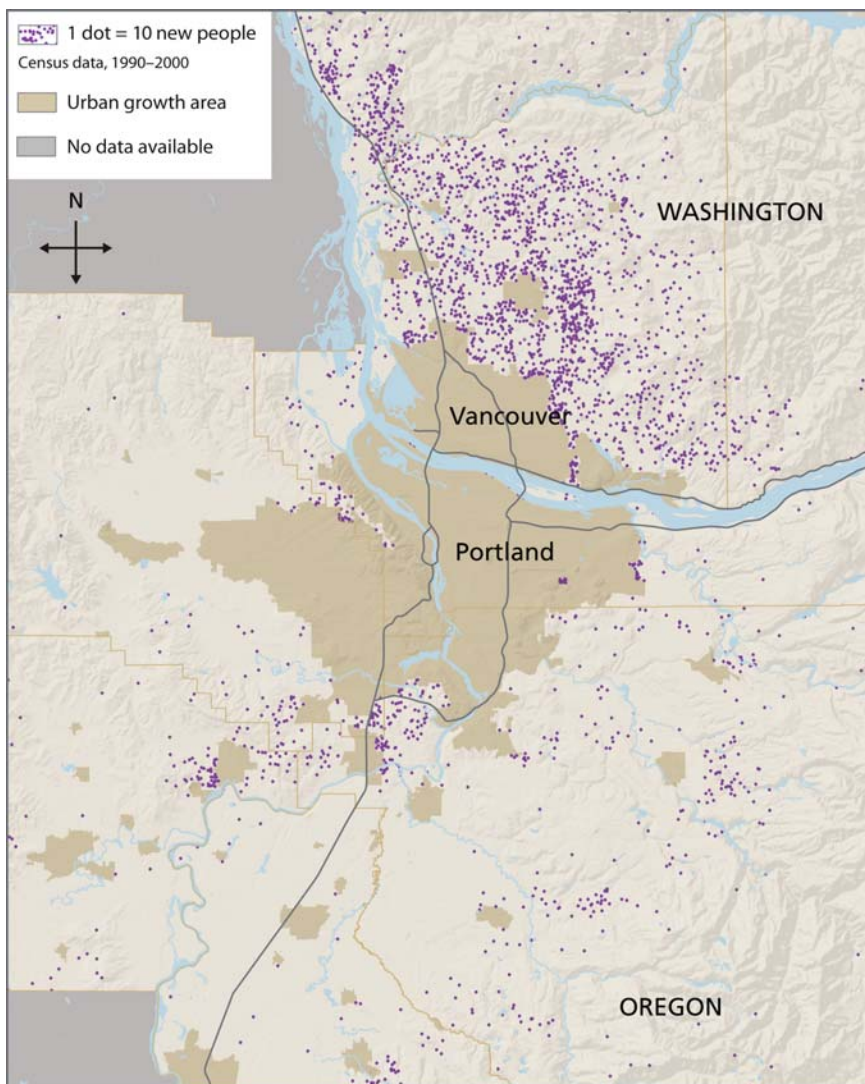 1 dot = 10 new people
Census data, 1990–2000
Urban growth area
No data available
N
WASHINGTON
Vancouver
Portland
OREGON